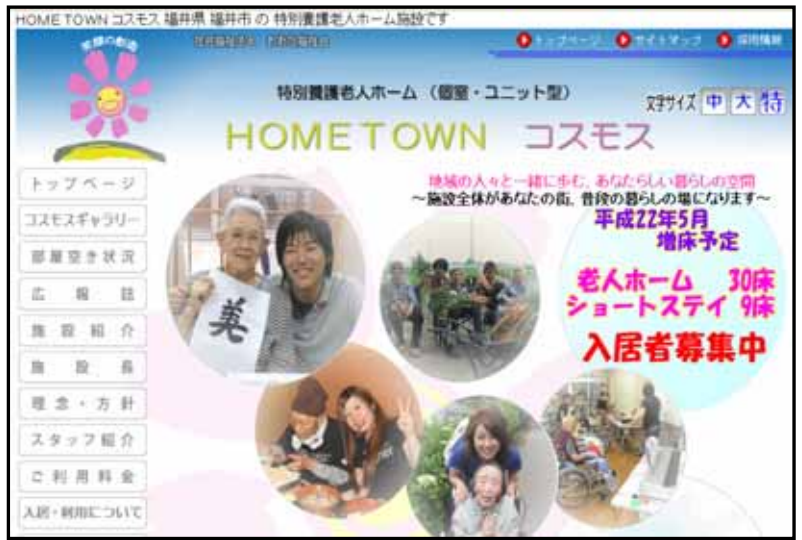 HOME TOWN コスモス 福井県 福井市 の 特別養護老人ホーム施設です
笑顔の創造
トップページ
サイトマップ
採用情報
特別養護老人ホーム （個室・ユニット型）
文字サイズ 中 大 特
HOME TOWN コスモス
地域の人々と一緒に歩む、あなたらしい暮らしの空間
～施設全体があなたの街、普段の暮らしの場になります～
平成22年5月
増床予定
老人ホーム 30床
ショートステイ 9床
入居者募集中
美
トップページ
コスモスギャラリー
部屋空き状況
広報誌
施設紹介
施設長
理念・方針
スタッフ紹介
ご利用料金
入居・利用について